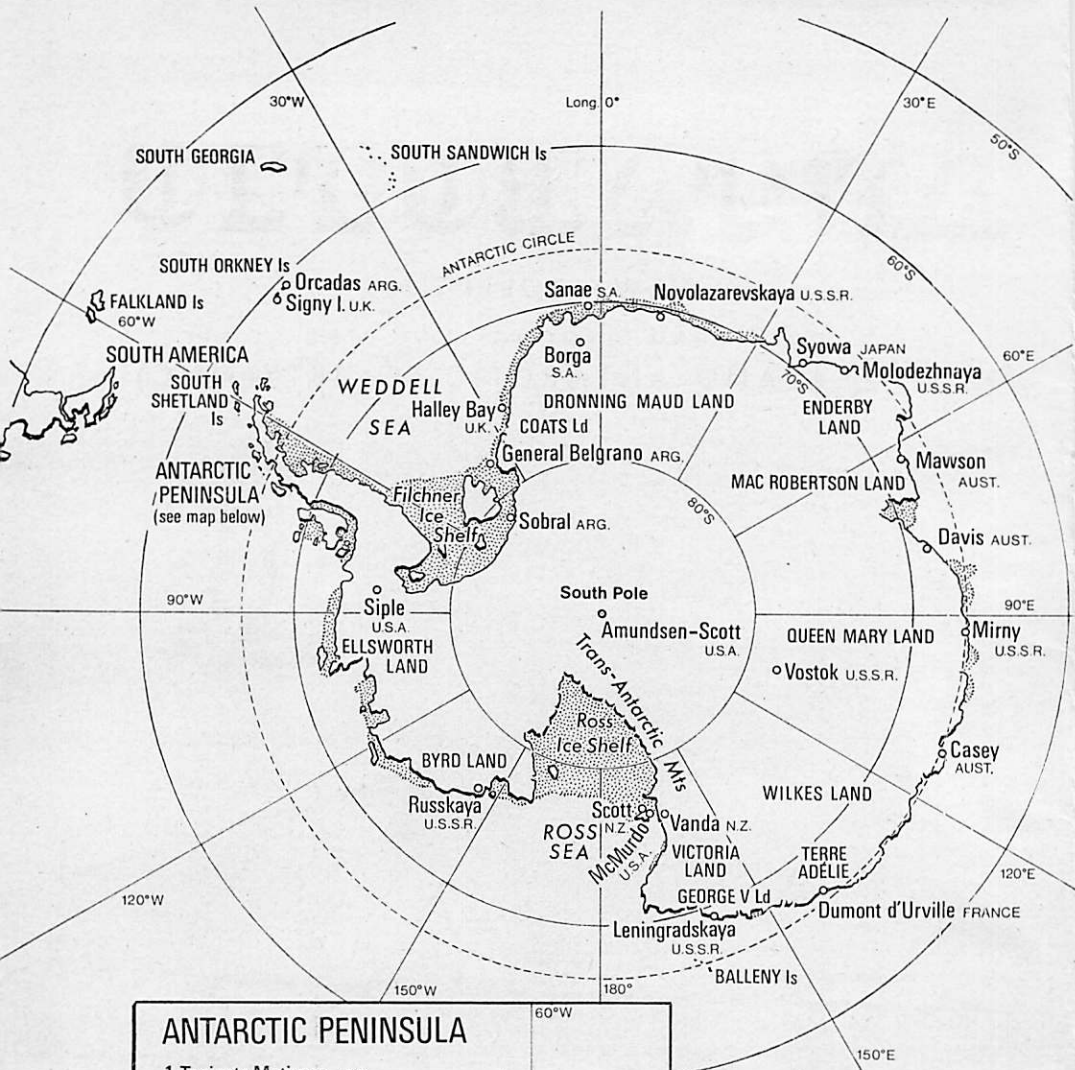 30°W
Long. 0°
30°E
50°S
SOUTH GEORGIA
SOUTH SANDWICH Is
ANTARCTIC CIRCLE
60°S
SOUTH ORKNEY Is
Orcadas ARG.
Signy I. U.K.
FALKLAND Is
60°W
Sanae S.A.
Novolazarevskaya U.S.S.R.
SOUTH AMERICA
SOUTH
SHETLAND
Is
Borga
S.A.
Syowa JAPAN
60°E
Molodezhnaya
U.S.S.R.
70°S
WEDDELL
SEA
Halley Bay
U.K.
DRONNING MAUD LAND
COATS Ld
ENDERBY
LAND
General Belgrano ARG.
Mawson
AUST.
ANTARCTIC
PENINSULA
(see map below)
MAC ROBERTSON LAND
Filchner
Ice
Shelf
80°S
Sobral ARG.
Davis AUST.
90°W
Siple
U.S.A.
South Pole
Amundsen-Scott
U.S.A.
90°E
QUEEN MARY LAND
Mirny
U.S.S.R.
ELLSWORTH
LAND
Trans-Antarctic
Mts
Vostok U.S.S.R.
Ross
Ice Shelf
BYRD LAND
Casey
AUST.
Russkaya
U.S.S.R.
WILKES LAND
Scott
N.Z.
Vanda N.Z.
ROSS
SEA
McMurdo
U.S.A.
VICTORIA
LAND
TERRE
ADÉLIE
120°W
120°E
GEORGE V Ld
Dumont d'Urville FRANCE
Leningradskaya
U.S.S.R.
BALLENY Is
150°W
180°
150°E
ANTARCTIC PENINSULA
60°W